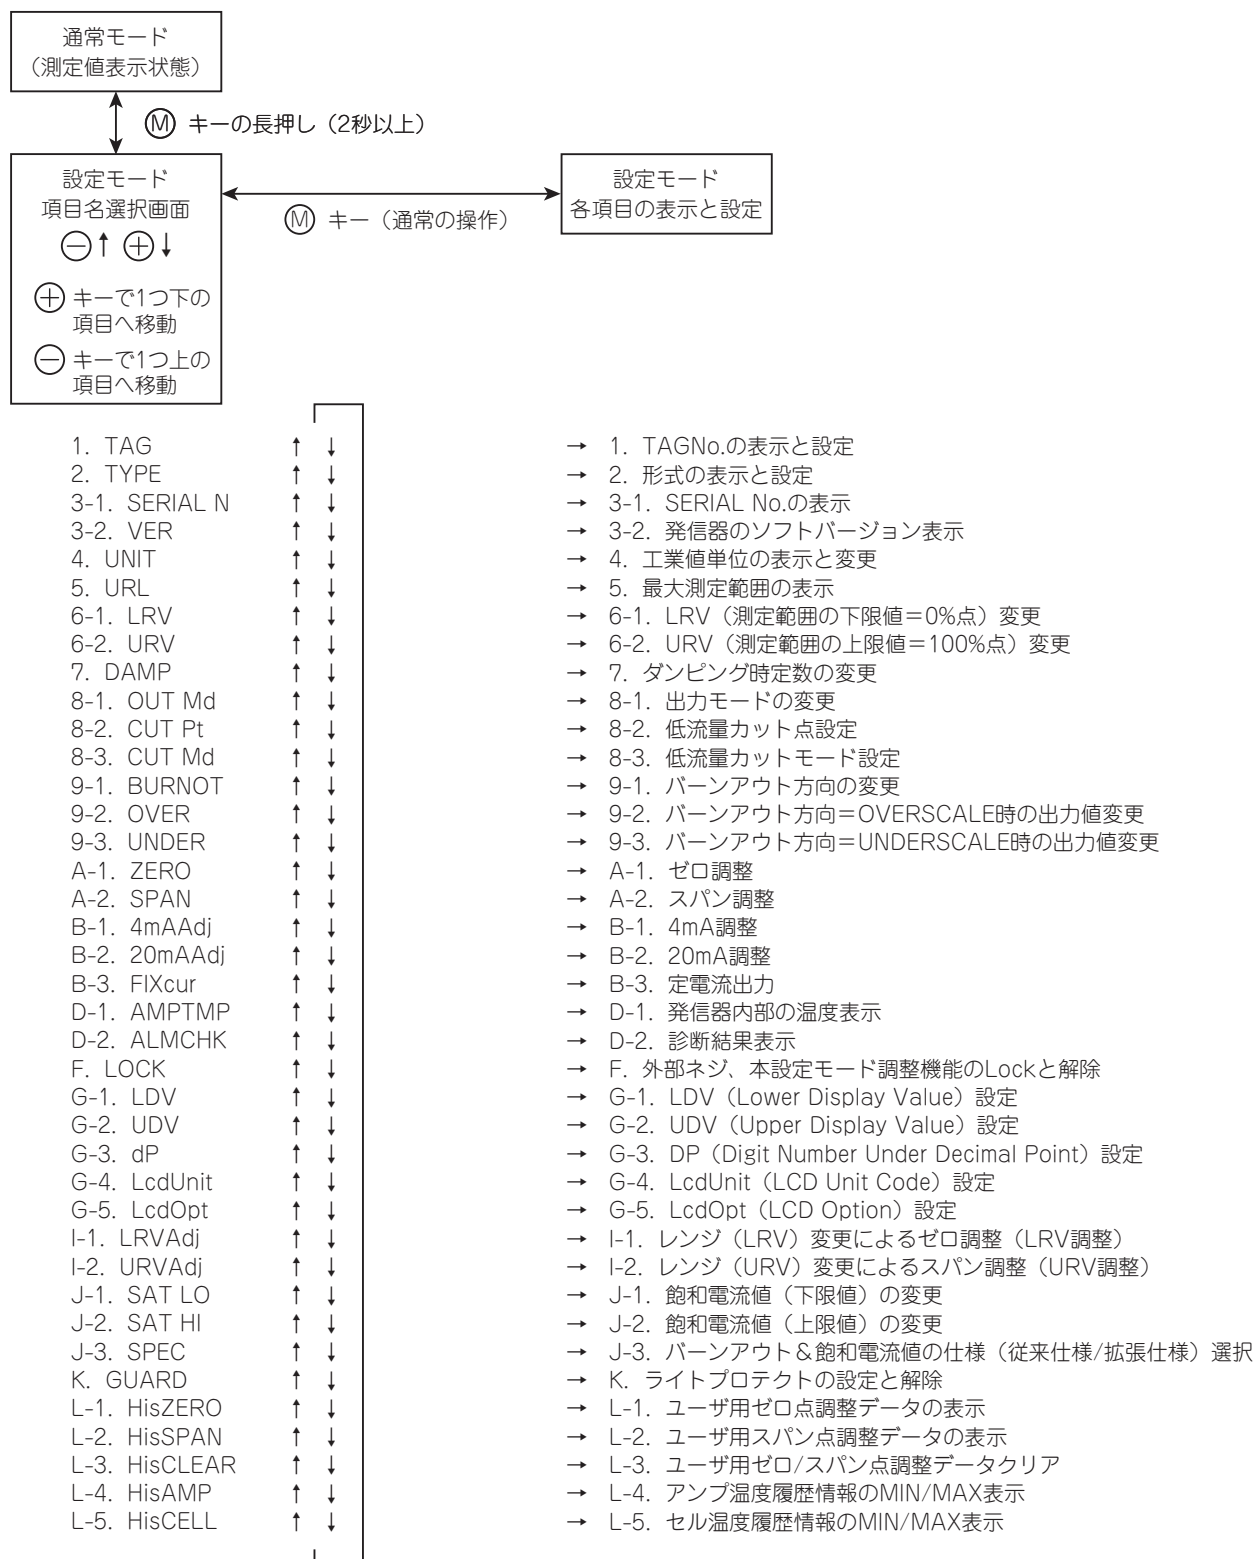 通常モード
（測定値表示状態）
Ⓜ キーの長押し（2秒以上）
設定モード
項目名選択画面
⊖↑ ⊕↓
⊕ キーで1つ下の
項目へ移動
⊖ キーで1つ上の
項目へ移動
Ⓜ キー（通常の操作）
設定モード
各項目の表示と設定
1. TAG ↑ ↓ → 1. TAGNo.の表示と設定
2. TYPE ↑ ↓ → 2. 形式の表示と設定
3-1. SERIAL N ↑ ↓ → 3-1. SERIAL No.の表示
3-2. VER ↑ ↓ → 3-2. 発信器のソフトバージョン表示
4. UNIT ↑ ↓ → 4. 工業値単位の表示と変更
5. URL ↑ ↓ → 5. 最大測定範囲の表示
6-1. LRV ↑ ↓ → 6-1. LRV（測定範囲の下限値＝0%点）変更
6-2. URV ↑ ↓ → 6-2. URV（測定範囲の上限値＝100%点）変更
7. DAMP ↑ ↓ → 7. ダンピング時定数の変更
8-1. OUT Md ↑ ↓ → 8-1. 出力モードの変更
8-2. CUT Pt ↑ ↓ → 8-2. 低流量カット点設定
8-3. CUT Md ↑ ↓ → 8-3. 低流量カットモード設定
9-1. BURNOT ↑ ↓ → 9-1. バーンアウト方向の変更
9-2. OVER ↑ ↓ → 9-2. バーンアウト方向＝OVERSCALE時の出力値変更
9-3. UNDER ↑ ↓ → 9-3. バーンアウト方向＝UNDERSCALE時の出力値変更
A-1. ZERO ↑ ↓ → A-1. ゼロ調整
A-2. SPAN ↑ ↓ → A-2. スパン調整
B-1. 4mAAdj ↑ ↓ → B-1. 4mA調整
B-2. 20mAAdj ↑ ↓ → B-2. 20mA調整
B-3. FIXcur ↑ ↓ → B-3. 定電流出力
D-1. AMPTMP ↑ ↓ → D-1. 発信器内部の温度表示
D-2. ALMCHK ↑ ↓ → D-2. 診断結果表示
F. LOCK ↑ ↓ → F. 外部ネジ、本設定モード調整機能のLockと解除
G-1. LDV ↑ ↓ → G-1. LDV（Lower Display Value）設定
G-2. UDV ↑ ↓ → G-2. UDV（Upper Display Value）設定
G-3. dP ↑ ↓ → G-3. DP（Digit Number Under Decimal Point）設定
G-4. LcdUnit ↑ ↓ → G-4. LcdUnit（LCD Unit Code）設定
G-5. LcdOpt ↑ ↓ → G-5. LcdOpt（LCD Option）設定
I-1. LRVAdj ↑ ↓ → I-1. レンジ（LRV）変更によるゼロ調整（LRV調整）
I-2. URVAdj ↑ ↓ → I-2. レンジ（URV）変更によるスパン調整（URV調整）
J-1. SAT LO ↑ ↓ → J-1. 飽和電流値（下限値）の変更
J-2. SAT HI ↑ ↓ → J-2. 飽和電流値（上限値）の変更
J-3. SPEC ↑ ↓ → J-3. バーンアウト＆飽和電流値の仕様（従来仕様/拡張仕様）選択
K. GUARD ↑ ↓ → K. ライトプロテクトの設定と解除
L-1. HisZERO ↑ ↓ → L-1. ユーザ用ゼロ点調整データの表示
L-2. HisSPAN ↑ ↓ → L-2. ユーザ用スパン点調整データの表示
L-3. HisCLEAR ↑ ↓ → L-3. ユーザ用ゼロ/スパン点調整データクリア
L-4. HisAMP ↑ ↓ → L-4. アンプ温度履歴情報のMIN/MAX表示
L-5. HisCELL ↑ ↓ → L-5. セル温度履歴情報のMIN/MAX表示